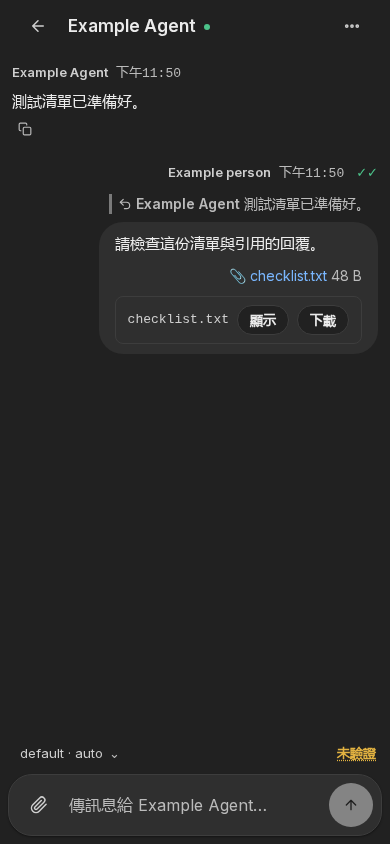 Example Agent
Example Agent 下午11:50
測試清單已準備好。
Example person 下午11:50
Example Agent 測試清單已準備好。
請檢查這份清單與引用的回覆。
checklist.txt 48 B
checklist.txt 顯示 下載
default · auto
未驗證
傳訊息給 Example Agent…